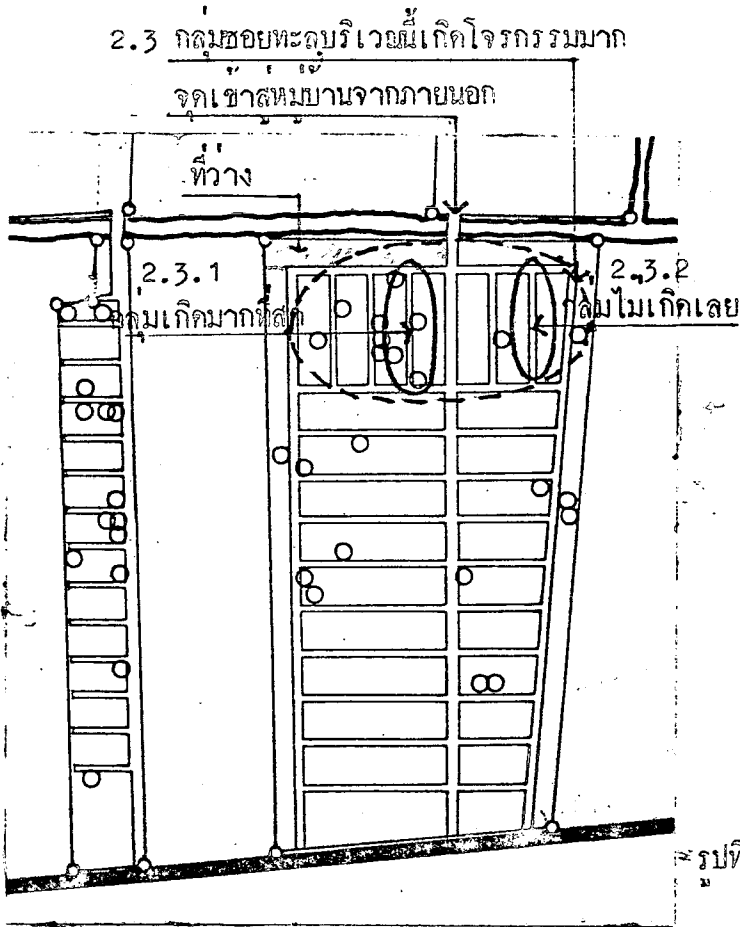 2.3 กลุ่มซอยทะลุบริเวณนี้เกิดโจรกรรมมาก
จุดเข้าสู่หมู่บ้านจากภายนอก
ที่ว่าง
2.3.1
กลุ่มเกิดมากที่สุด
2.3.2
ลุ่มไม่เกิดเลย
รูปที่